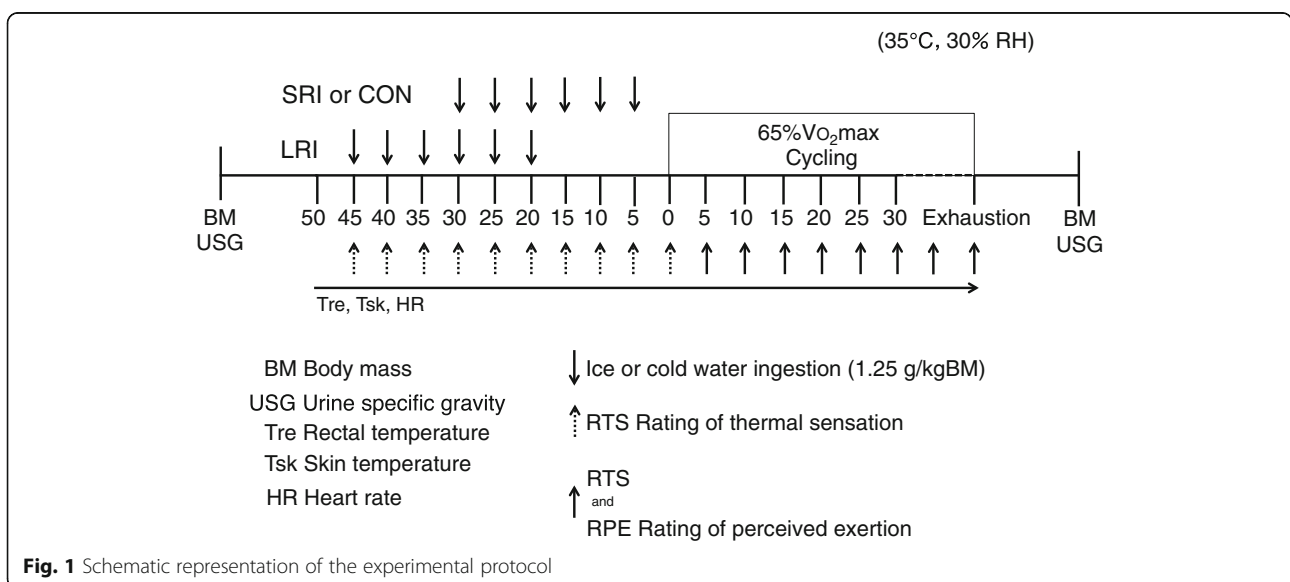 (35°C, 30% RH)
SRI or CON
LRI
65%VO₂max
Cycling
BM
USG
50 45 40 35 30 25 20 15 10 5 0 5 10 15 20 25 30 Exhaustion
BM
USG
Tre, Tsk, HR
BM Body mass
USG Urine specific gravity
Tre Rectal temperature
Tsk Skin temperature
HR Heart rate
Ice or cold water ingestion (1.25 g/kgBM)
RTS Rating of thermal sensation
RTS
and
RPE Rating of perceived exertion
Fig. 1 Schematic representation of the experimental protocol